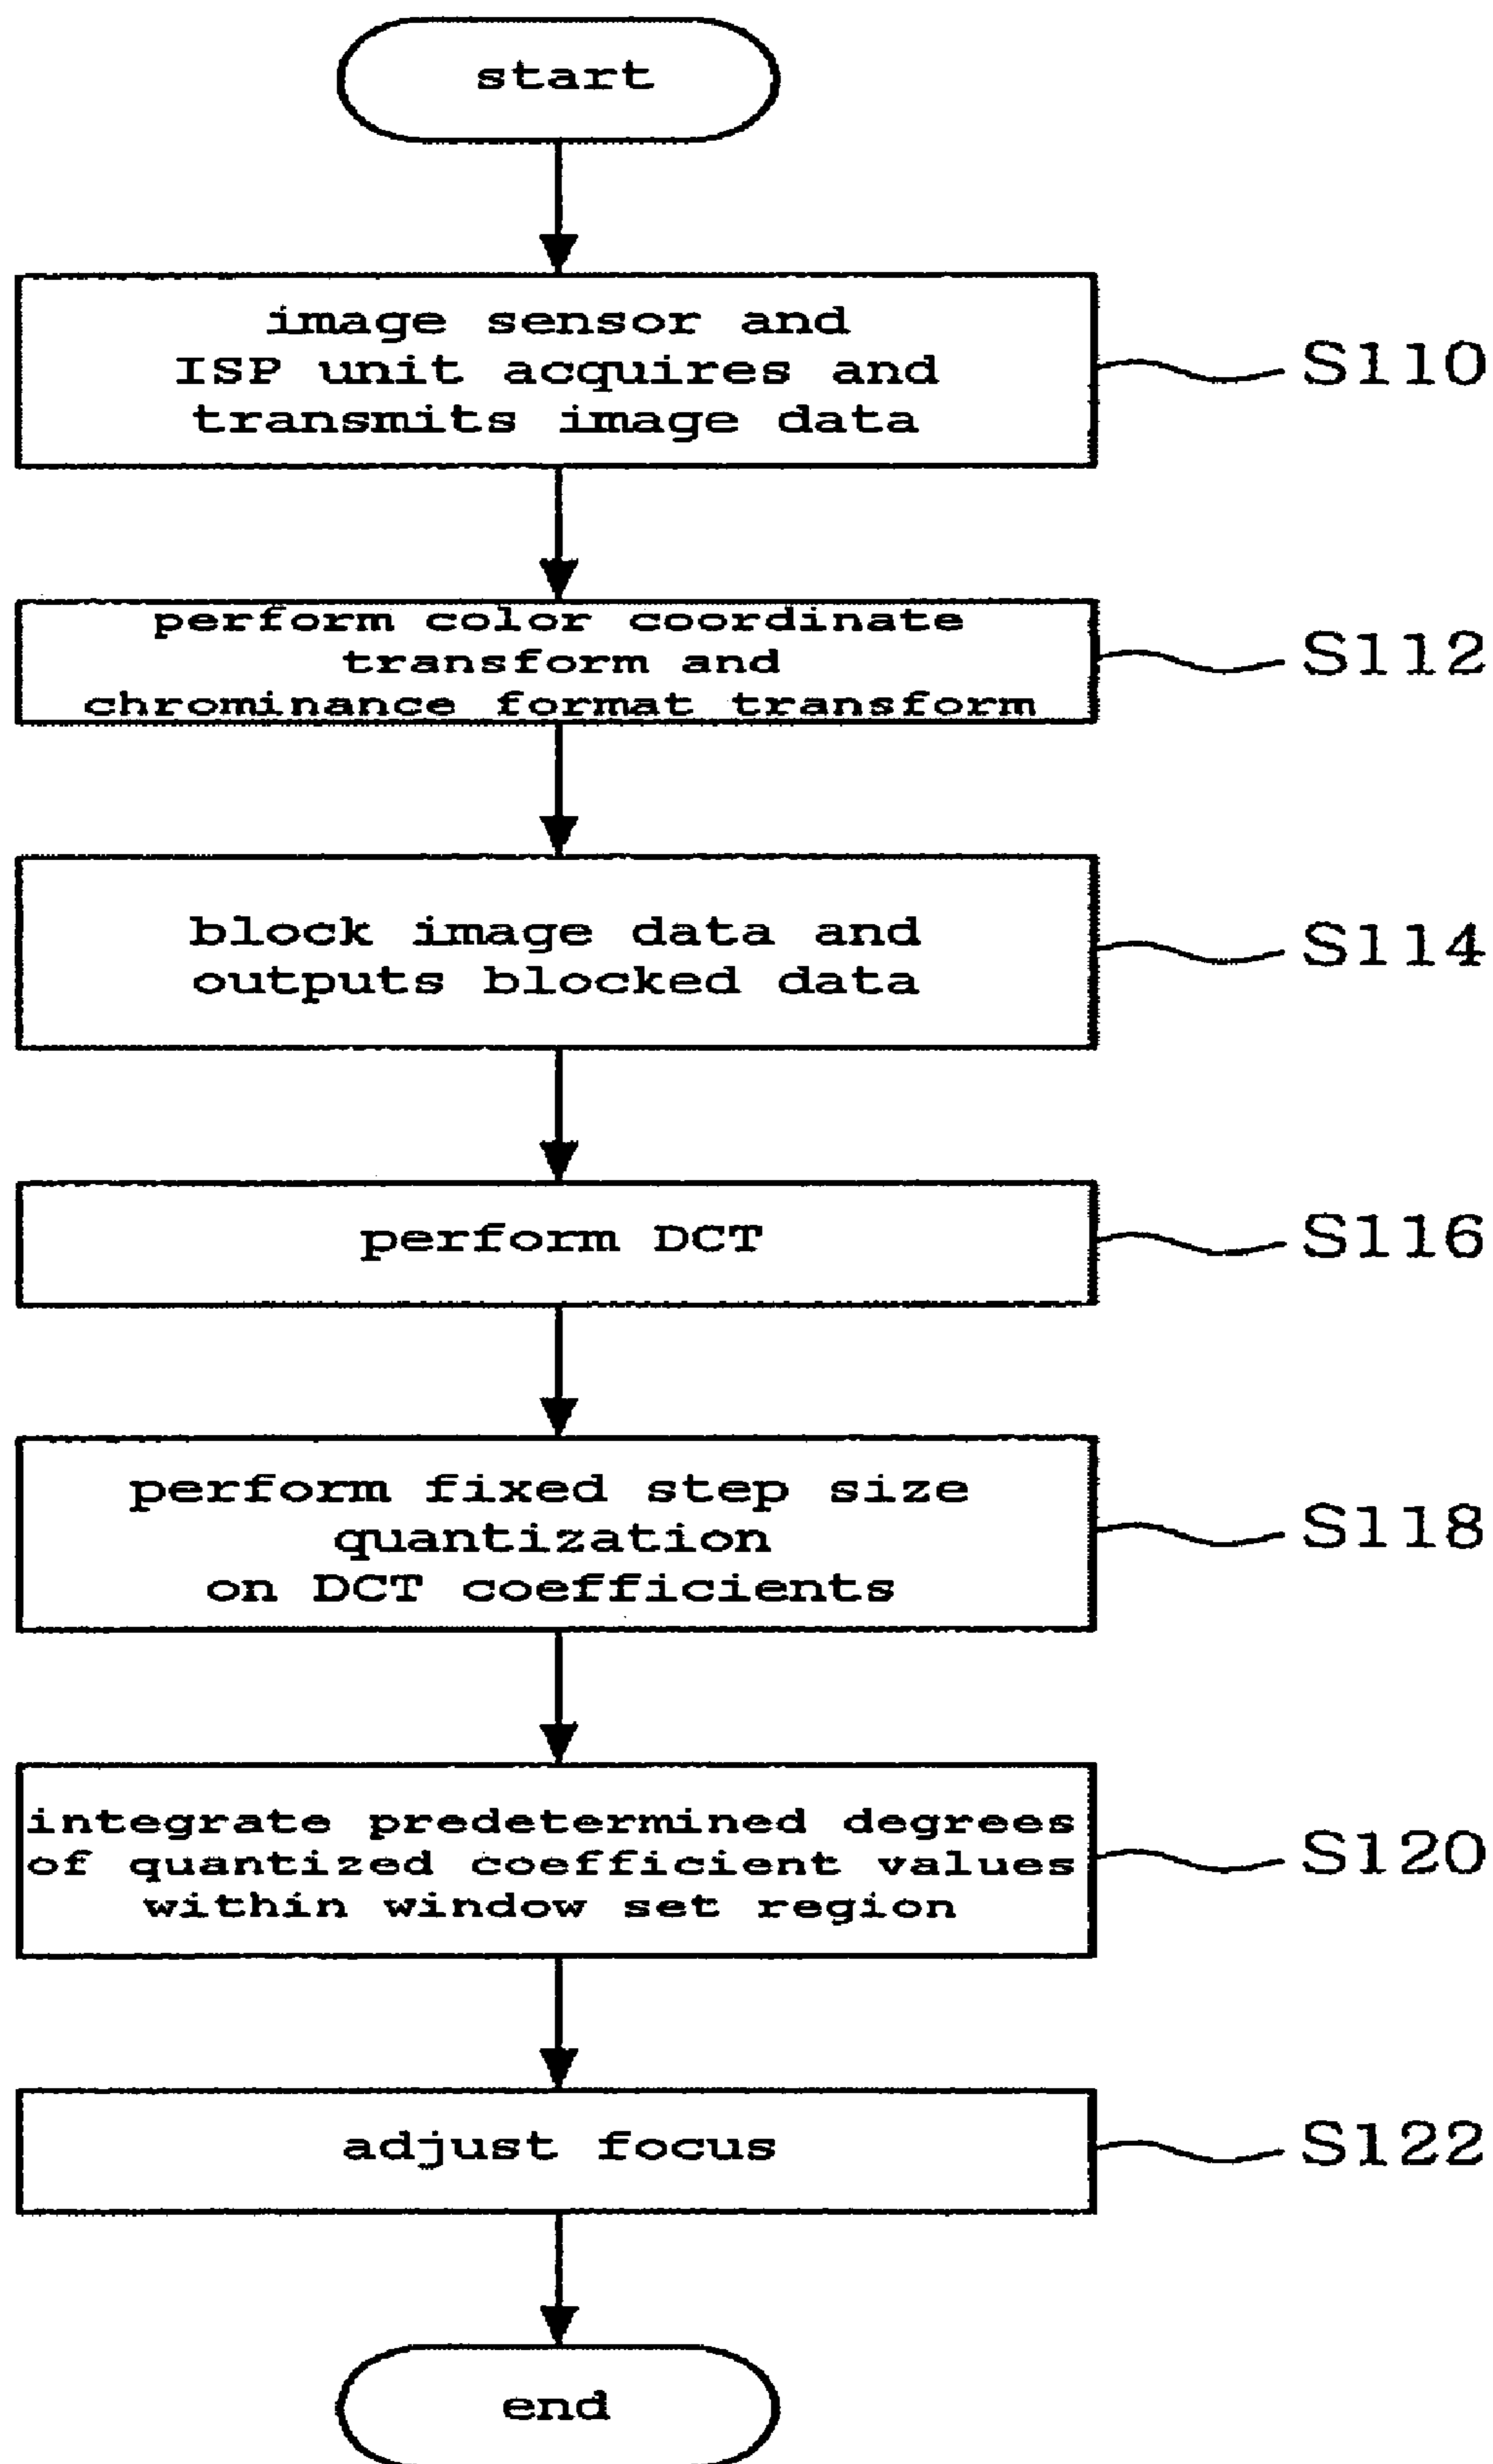 start
image sensor and
ISP unit acquires and
transmits image data
S110
perform color coordinate
transform and
chrominance format transform
S112
block image data and
outputs blocked data
S114
perform DCT
S116
perform fixed step size
quantization
on DCT coefficients
S118
integrate predetermined degrees
of quantized coefficient values
within window set region
S120
adjust focus
S122
end